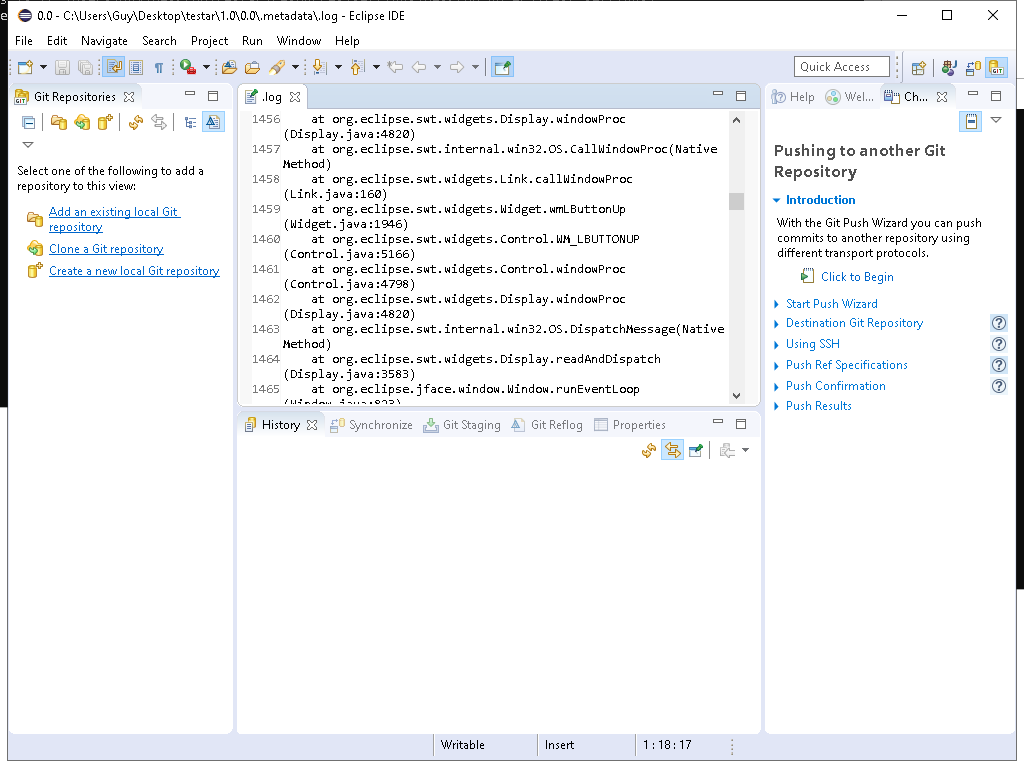 0.0 - C:\Users\Guy\Desktop\testar\1.0\0.0\.metadata\.log - Eclipse IDE
File Edit Navigate Search Project Run Window Help
Quick Access
Git Repositories
Select one of the following to add a
repository to this view:
Add an existing local Git
repository
Clone a Git repository
Create a new local Git repository
.log
1456 at org.eclipse.swt.widgets.Display.windowProc
(Display.java:4820)
1457 at org.eclipse.swt.internal.win32.OS.CallWindowProc(Native
Method)
1458 at org.eclipse.swt.widgets.Link.callWindowProc
(Link.java:160)
1459 at org.eclipse.swt.widgets.Widget.wmLButtonUp
(Widget.java:1946)
1460 at org.eclipse.swt.widgets.Control.WM_LBUTTONUP
(Control.java:5166)
1461 at org.eclipse.swt.widgets.Control.windowProc
(Control.java:4798)
1462 at org.eclipse.swt.widgets.Display.windowProc
(Display.java:4820)
1463 at org.eclipse.swt.internal.win32.OS.DispatchMessage(Native
Method)
1464 at org.eclipse.swt.widgets.Display.readAndDispatch
(Display.java:3583)
1465 at org.eclipse.jface.window.Window.runEventLoop
(Window.java:823)
History Synchronize Git Staging Git Reflog Properties
Help Wel... Ch...
Pushing to another Git
Repository
Introduction
With the Git Push Wizard you can push
commits to another repository using
different transport protocols.
Click to Begin
Start Push Wizard
Destination Git Repository
Using SSH
Push Ref Specifications
Push Confirmation
Push Results
Writable Insert 1 : 18 : 17